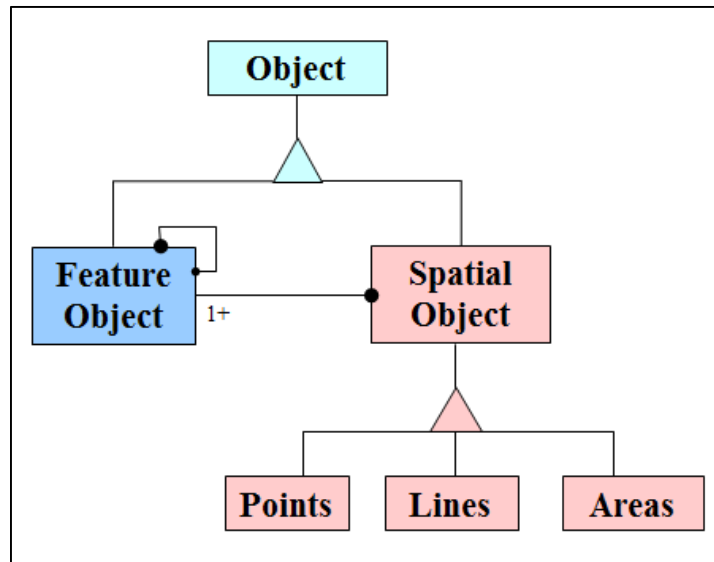 Object
Feature
Object
1+
Spatial
Object
Points
Lines
Areas